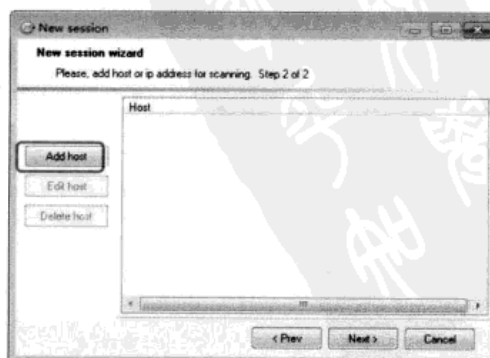 New session
New session wizard
Please, add host or ip address for scanning. Step 2 of 2
Host
Add host
Edit host
Delete host
< Prev
Next >
Cancel